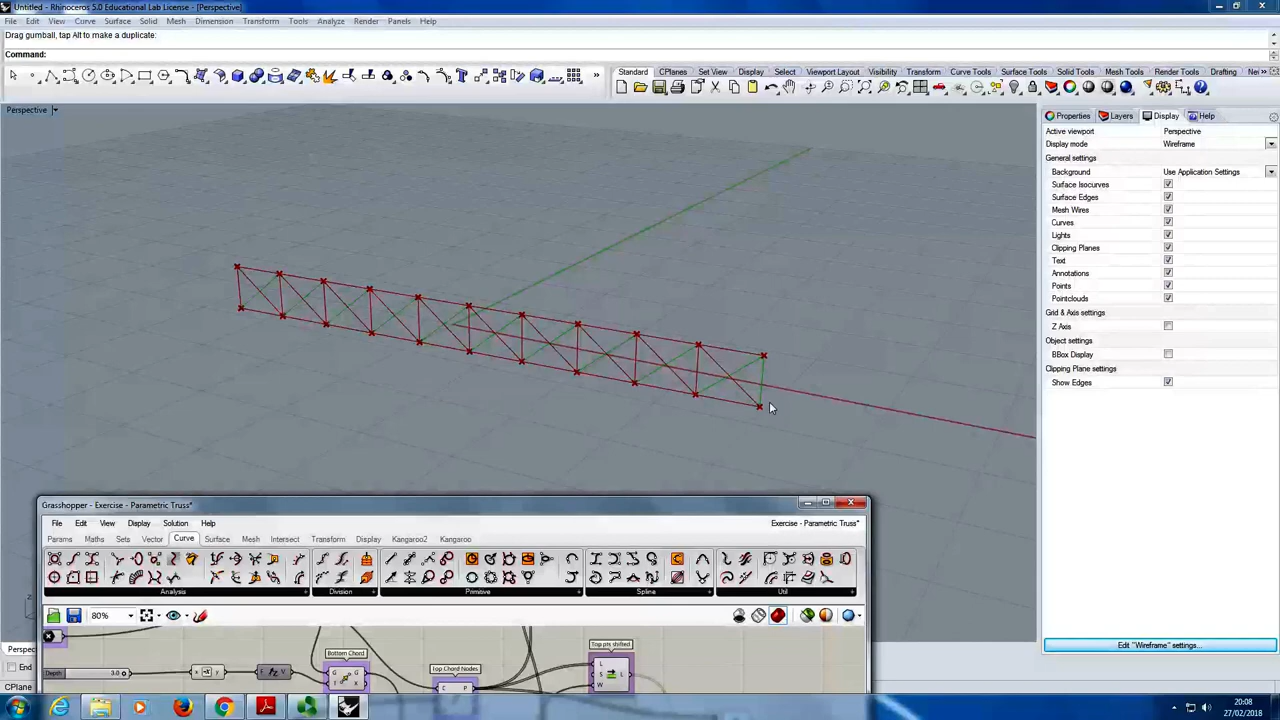 Untitled - Rhinoceros 5.0 Educational Lab License - [Perspective]
File Edit View Curve Surface Solid Mesh Dimension Transform Tools Analyze Render Panels Help
Drag gumball, tap Alt to make a duplicate:
Command:
Standard CPlanes Set View Display Select Viewport Layout Visibility Transform Curve Tools Surface Tools Solid Tools Mesh Tools Render Tools Drafting
Perspective
Properties Layers Display Help
Active viewport Perspective
Display mode Wireframe
General settings
Background Use Application Settings
Surface Isocurves
Surface Edges
Mesh Wires
Curves
Lights
Clipping Planes
Text
Annotations
Points
Pointclouds
Grid & Axis settings
Z Axis
Object settings
BBox Display
Clipping Plane settings
Show Edges
Edit "Wireframe" settings...
Grasshopper - Exercise - Parametric Truss*
File Edit View Display Solution Help
Exercise - Parametric Truss*
Params Maths Sets Vector Curve Surface Mesh Intersect Transform Display Kangaroo2 Kangaroo
Analysis Division Primitive Spline Util
80%
Top pts shifted
Bottom Chord
Top Chord Nodes
Depth 3.0
L
S L
W
G G
T X
F V
x y
C P
End
CPlane
20:08
27/02/2018